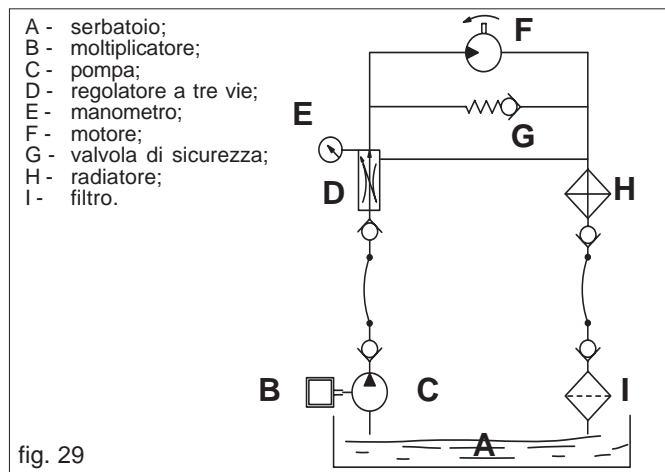 A - serbatoio;
B - moltiplicatore;
C - pompa;
D - regolatore a tre vie;
E - manometro;
F - motore;
G - valvola di sicurezza;
H - radiatore;
I - filtro.
F
E
G
D
H
B
C
I
A
fig. 29